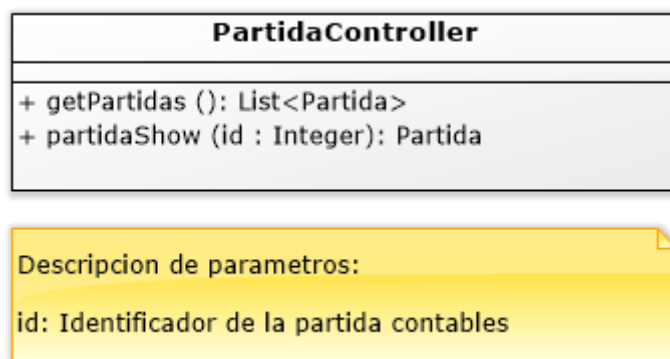 PartidaController
+ getPartidas (): List<Partida>
+ partidaShow (id : Integer): Partida
Descripcion de parametros:
id: Identificador de la partida contables